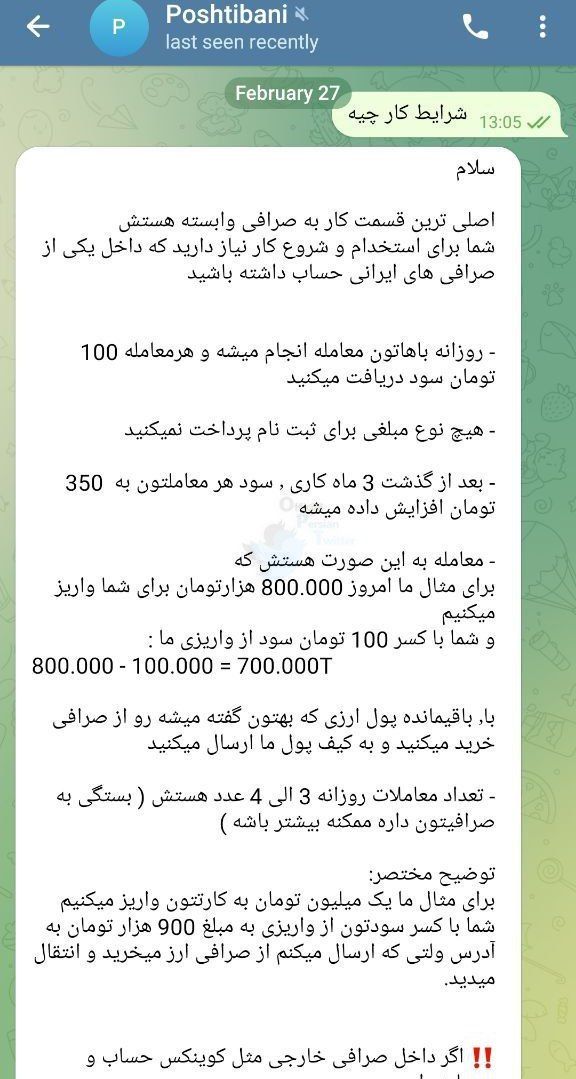 Poshtibani
last seen recently
P
February 27
شرایط کار چیه
13:05
سلام
اصلی ترین قسمت کار به صرافی وابسته هستش
شما برای استخدام و شروع کار نیاز دارید که داخل یکی از
صرافی های ایرانی حساب داشته باشید
- روزانه باهاتون معامله انجام میشه و هرمعامله 100
تومان سود دریافت میکنید
- هیچ نوع مبلغی برای ثبت نام پرداخت نمیکنید
- بعد از گذشت 3 ماه کاری , سود هر معاملتون به 350
تومان افزایش داده میشه
Persian
Twitter
- معامله به این صورت هستش که
برای مثال ما امروز 800.000 هزارتومان برای شما واریز
میکنیم
و شما با کسر 100 تومان سود از واریزی ما :
800.000 - 100.000 = 700.000T
با, باقیمانده پول ارزی که بهتون گفته میشه رو از صرافی
خرید میکنید و به کیف پول ما ارسال میکنید
- تعداد معاملات روزانه 3 الی 4 عدد هستش ( بستگی به
صرافیتون داره ممکنه بیشتر باشه )
توضیح مختصر:
برای مثال ما یک میلیون تومان به کارتتون واریز میکنیم
شما با کسر سودتون از واریزی به مبلغ 900 هزار تومان به
آدرس ولتی که ارسال میکنم از صرافی ارز میخرید و انتقال
میدید.
‼️ اگر داخل صرافی خارجی مثل کوینکس حساب و